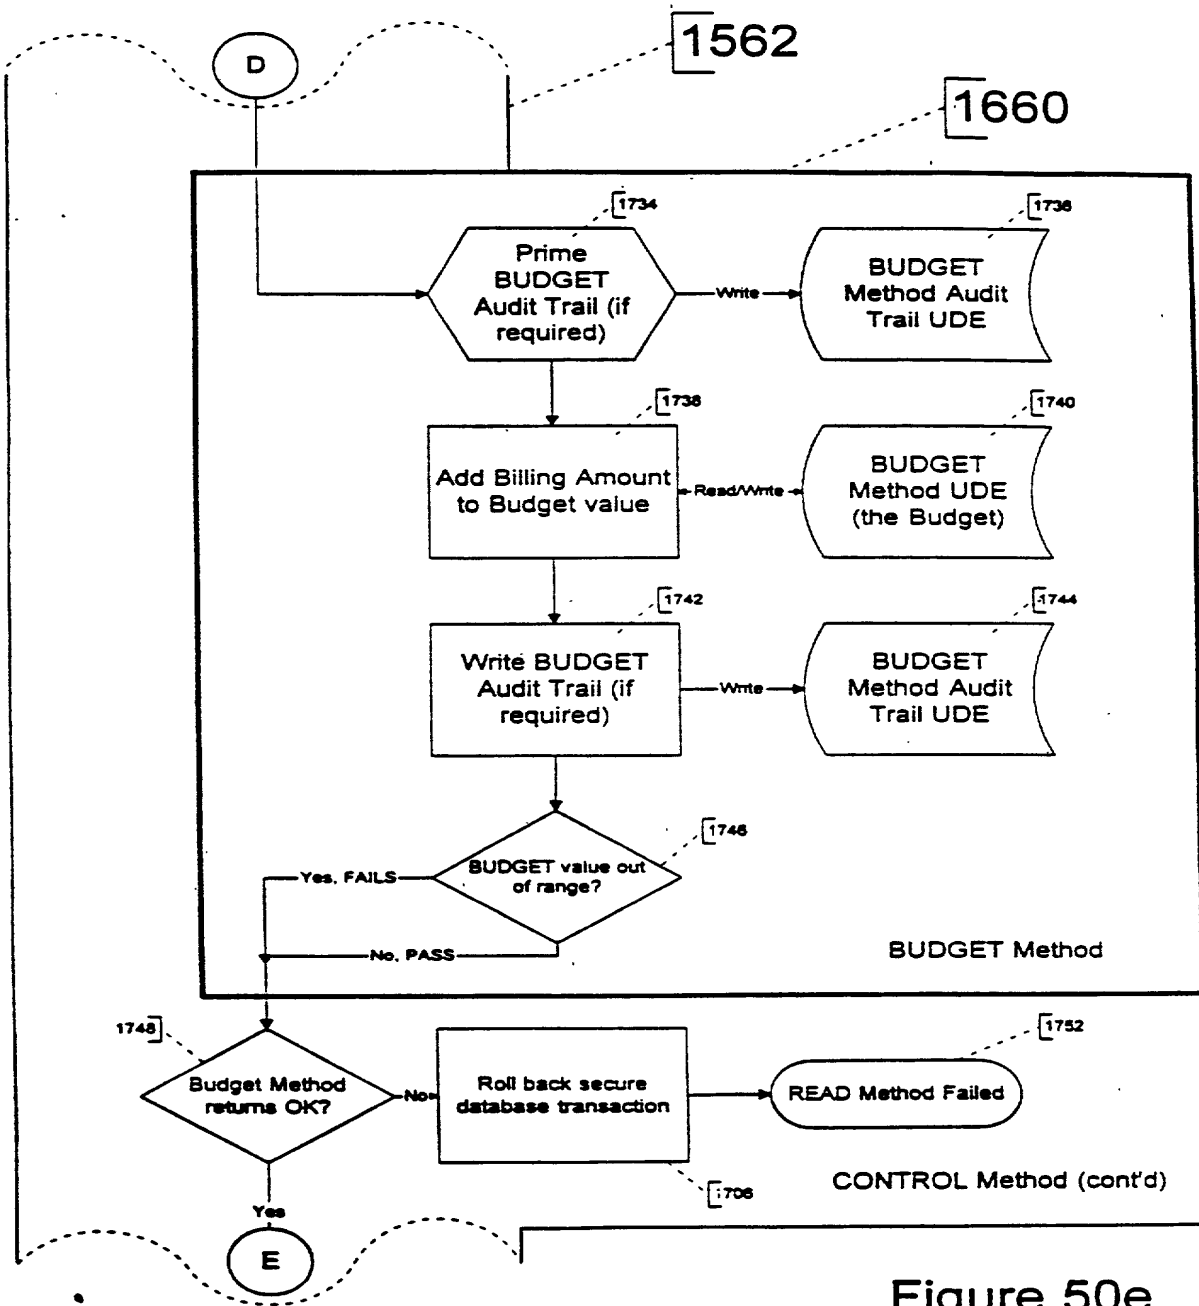 1562
D
1660
1734
1736
Prime
BUDGET
Audit Trail (if
required)
Write
BUDGET
Method Audit
Trail UDE
1738
1740
Add Billing Amount
to Budget value
Read/Write
BUDGET
Method UDE
(the Budget)
1742
1744
Write BUDGET
Audit Trail (if
required)
Write
BUDGET
Method Audit
Trail UDE
1746
BUDGET value out
of range?
Yes, FAILS
No, PASS
BUDGET Method
1748
1752
Budget Method
returns OK?
No
Roll back secure
database transaction
READ Method Failed
1706
CONTROL Method (cont'd)
Yes
E
Figure 50e